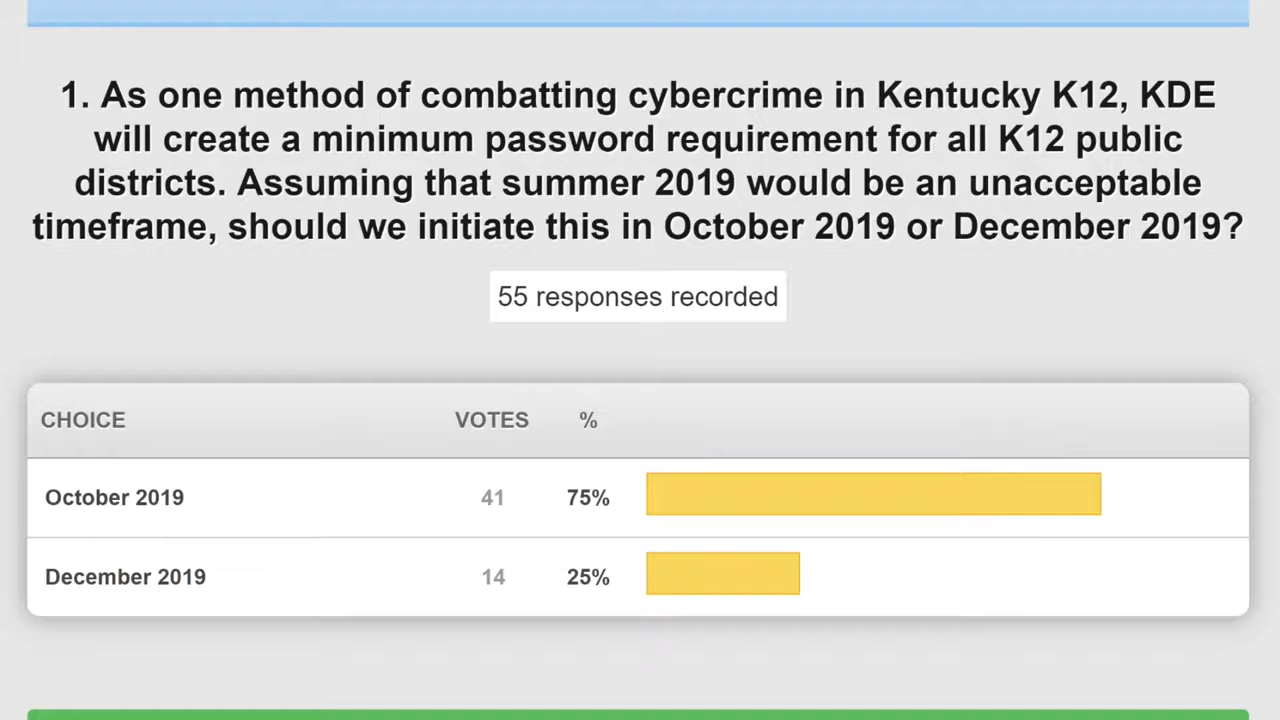 1. As one method of combatting cybercrime in Kentucky K12, KDE
will create a minimum password requirement for all K12 public
districts. Assuming that summer 2019 would be an unacceptable
timeframe, should we initiate this in October 2019 or December 2019?
55 responses recorded
CHOICE VOTES %
October 2019 41 75%
December 2019 14 25%